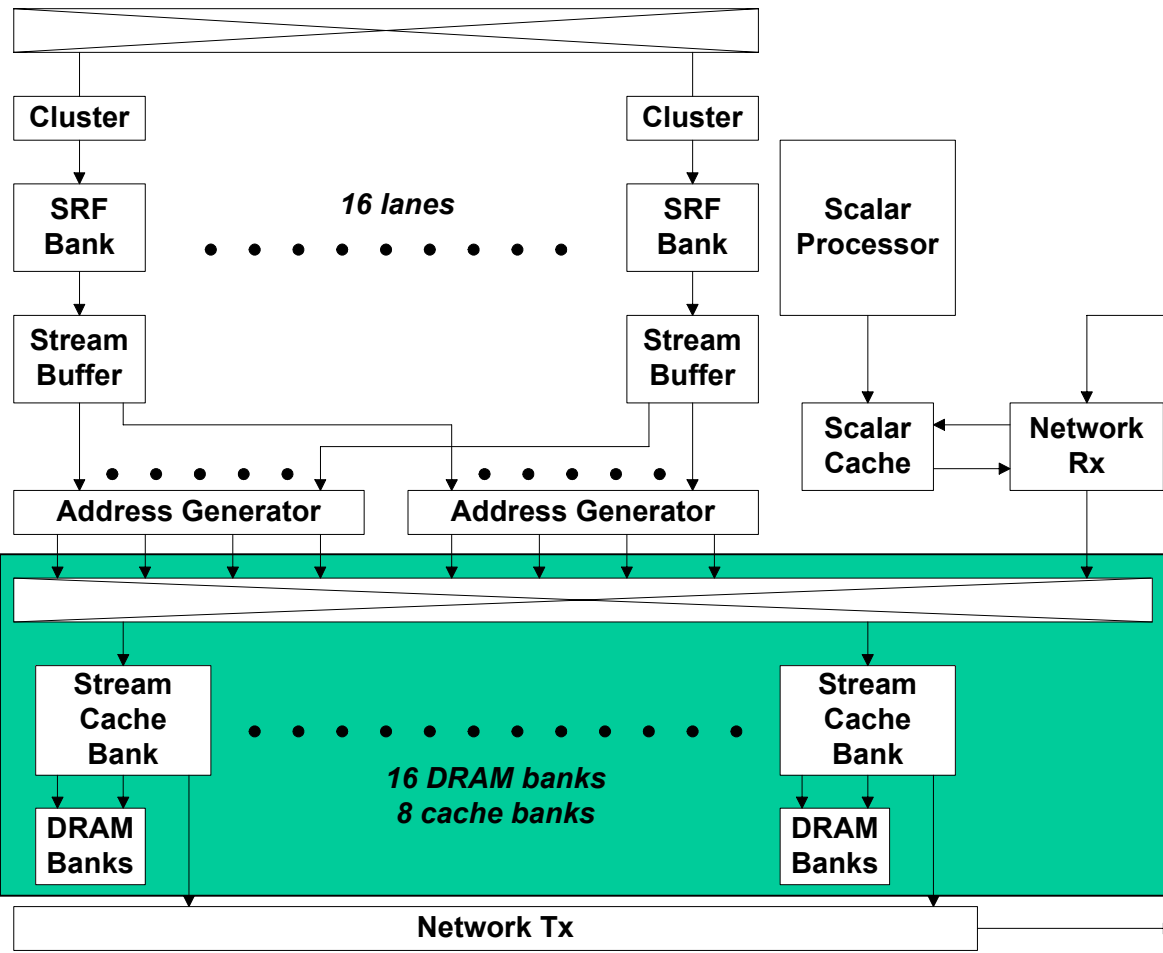 Cluster
Cluster
SRF
Bank
16 lanes
SRF
Bank
Scalar
Processor
Stream
Buffer
Stream
Buffer
Scalar
Cache
Network
Rx
Address Generator
Address Generator
Stream
Cache
Bank
Stream
Cache
Bank
16 DRAM banks
8 cache banks
DRAM
Banks
DRAM
Banks
Network Tx